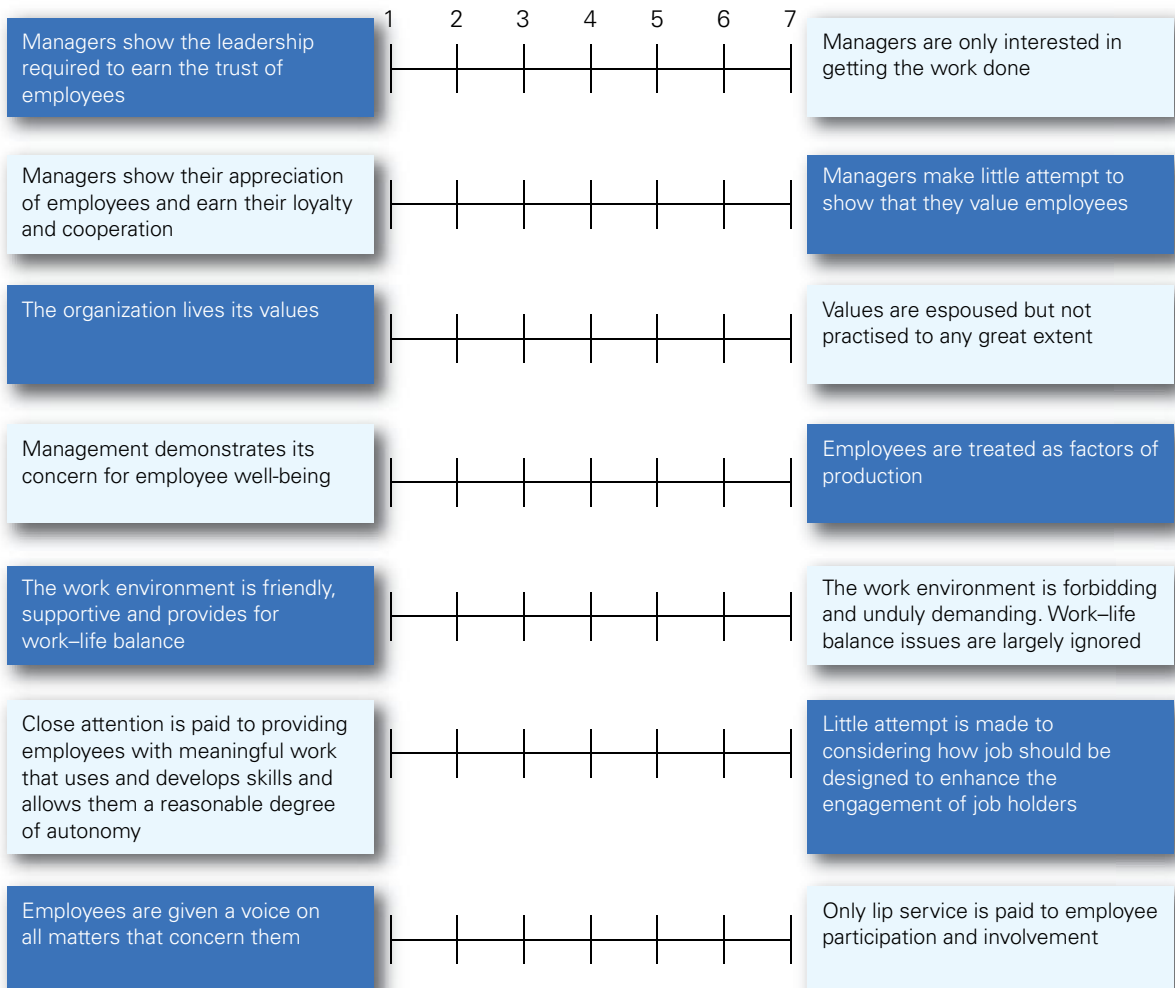 1 2 3 4 5 6 7
Managers show the leadership
required to earn the trust of
employees
Managers are only interested in
getting the work done
Managers show their appreciation
of employees and earn their loyalty
and cooperation
Managers make little attempt to
show that they value employees
The organization lives its values
Values are espoused but not
practised to any great extent
Management demonstrates its
concern for employee well-being
Employees are treated as factors of
production
The work environment is friendly,
supportive and provides for
work–life balance
The work environment is forbidding
and unduly demanding. Work–life
balance issues are largely ignored
Close attention is paid to providing
employees with meaningful work
that uses and develops skills and
allows them a reasonable degree
of autonomy
Little attempt is made to
considering how job should be
designed to enhance the
engagement of job holders
Employees are given a voice on
all matters that concern them
Only lip service is paid to employee
participation and involvement